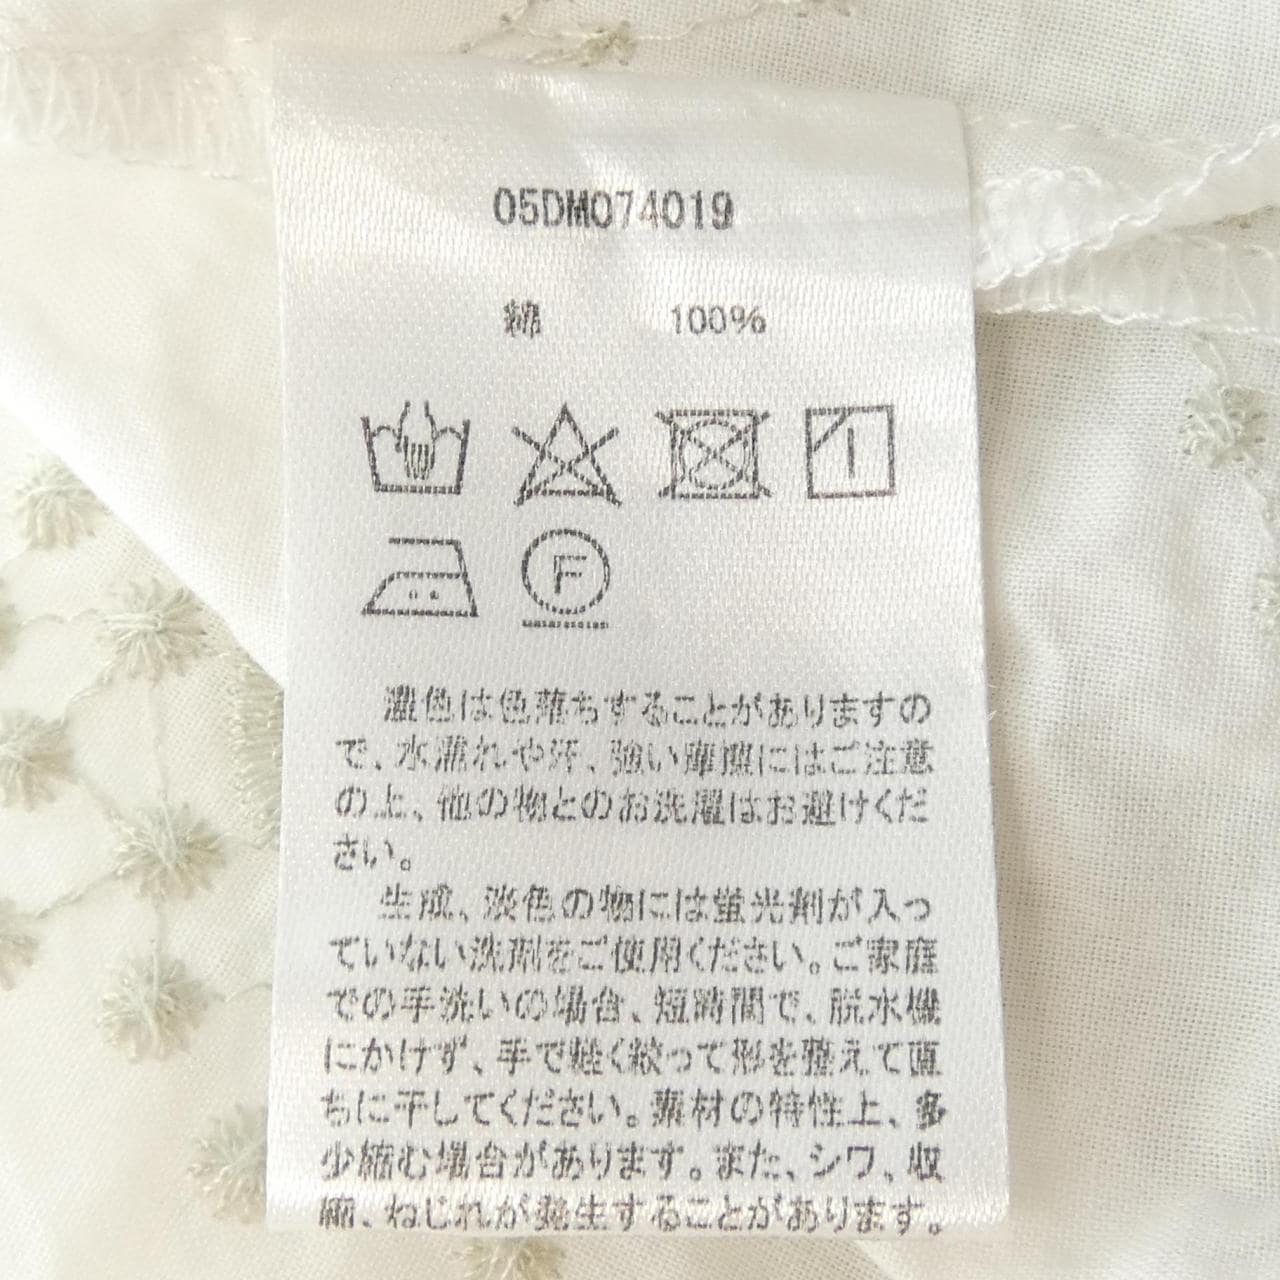 05DM074019
綿 100%
F
濃色は色落ちすることがありますの
で、水濡れや汗、強い摩擦にはご注意
の上、他の物とのお洗濯はお避けくだ
さい。
生成、淡色の物には蛍光剤が入っ
ていない洗剤をご使用ください。ご家庭
での手洗いの場合、短時間で、脱水機
にかけず、手で軽く絞って形を整えて直
ちに干してください。素材の特性上、多
少縮む場合があります。また、シワ、収
縮、ねじれが発生することがあります。